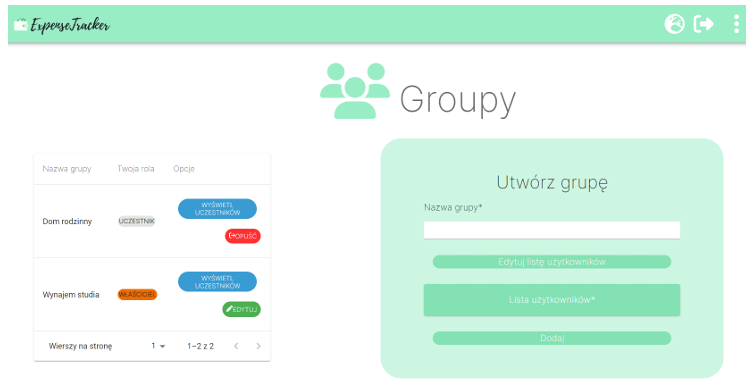 ExpenseTracker
Groupy
Nazwa grupy Twoja rola Opcje
Dom rodzinny UCZESTNIK WYŚWIETL
UCZESTNIKÓW
OPUŚĆ
Wynajem studia WŁAŚCICIEL WYŚWIETL
UCZESTNIKÓW
EDYTUJ
Wierszy na stronę 1 1–2 z 2
Utwórz grupę
Nazwa grupy*
Edytuj listę użytkowników
Lista użytkowników*
Dodaj